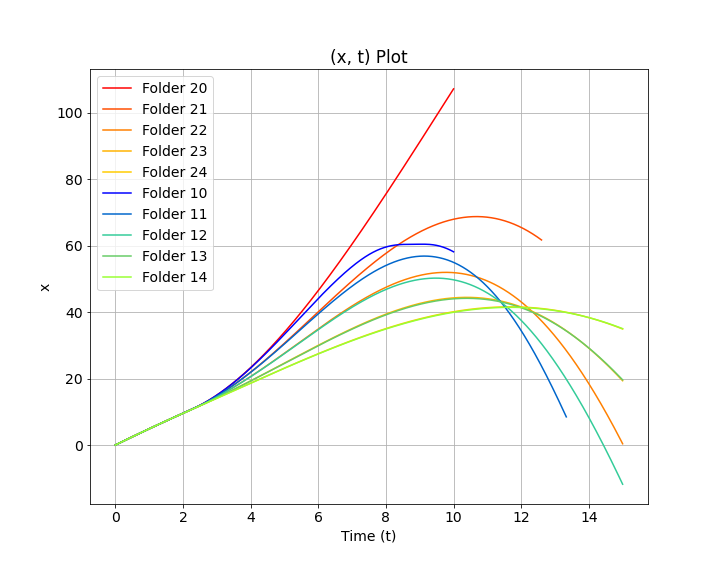 (x, t) Plot
Folder 20
Folder 21
Folder 22
Folder 23
Folder 24
Folder 10
Folder 11
Folder 12
Folder 13
Folder 14
100
80
60
40
20
0
x
0 2 4 6 8 10 12 14
Time (t)